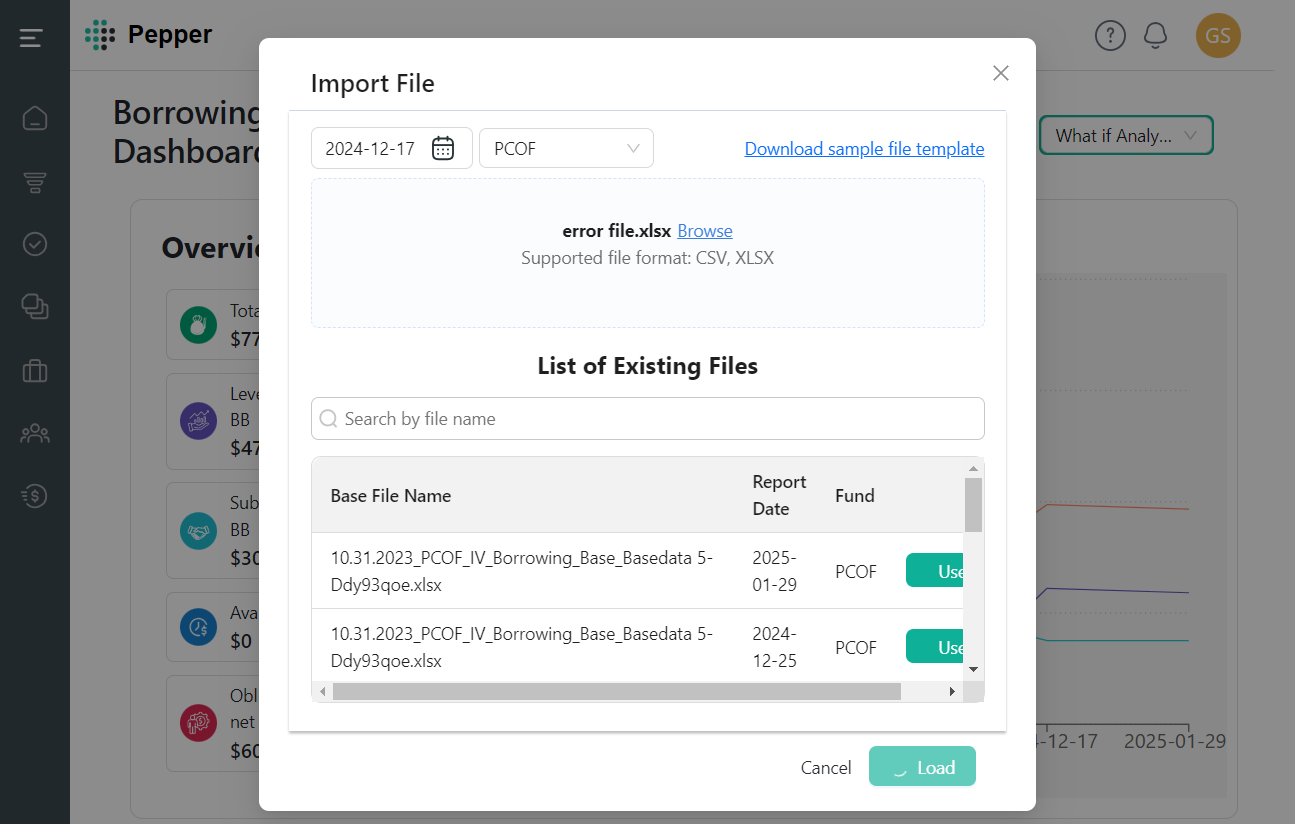 Pepper
GS
Borrowing
Dashboard
What if Analy...
Import File
2024-12-17
PCOF
Download sample file template
error file.xlsx Browse
Supported file format: CSV, XLSX
List of Existing Files
Search by file name
Base File Name
Report
Date
Fund
10.31.2023_PCOF_IV_Borrowing_Base_Basedata 5-
Ddy93qoe.xlsx
2025-
01-29
PCOF
Use
10.31.2023_PCOF_IV_Borrowing_Base_Basedata 5-
Ddy93qoe.xlsx
2024-
12-25
PCOF
Use
Cancel
Load
Overvi
Tota
$77
Leve
BB
$47
Sub
BB
$30
Ava
$0
Obl
net
$60
4-12-17
2025-01-29